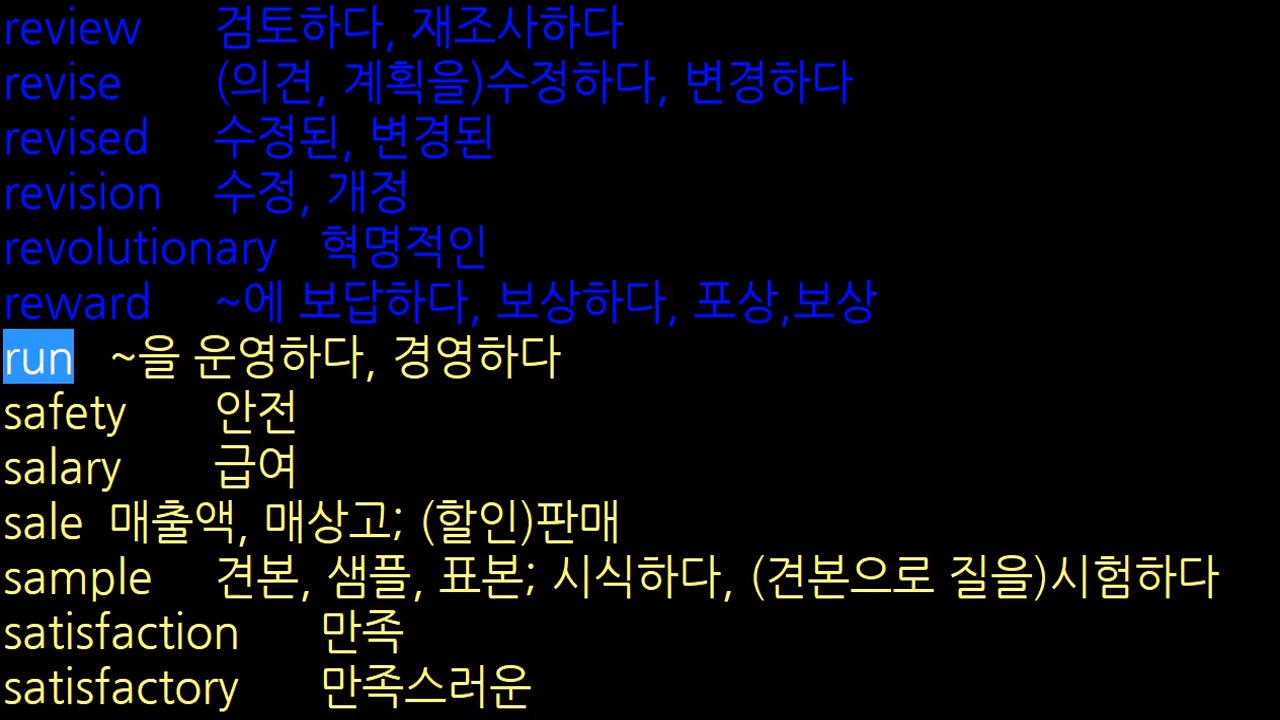 review 검토하다, 재조사하다
revise (의견, 계획을)수정하다, 변경하다
revised 수정된, 변경된
revision 수정, 개정
revolutionary 혁명적인
reward ~에 보답하다, 보상하다, 포상,보상
run ~을 운영하다, 경영하다
safety 안전
salary 급여
sale 매출액, 매상고; (할인)판매
sample 견본, 샘플, 표본; 시식하다, (견본으로 질을)시험하다
satisfaction 만족
satisfactory 만족스러운